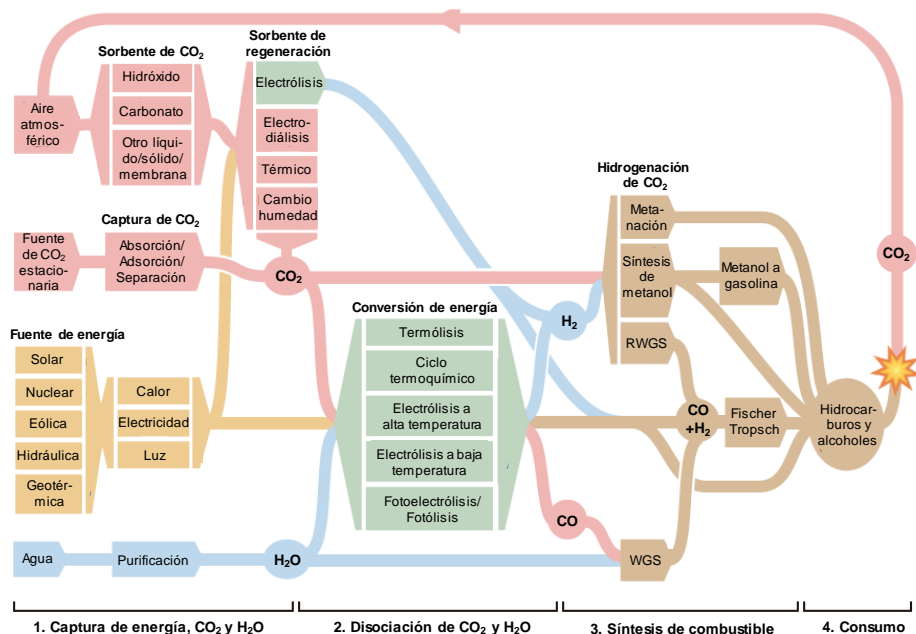 Sorbente de CO₂
Hidróxido
Carbonato
Otro líqui-
do/sólido/
membrana
Sorbente de
regeneración
Electrólisis
Electro-
diálisis
Térmico
Cambio
humedad
Aire
atmos-
férico
Captura de CO₂
Fuente
de CO₂
estacio-
naria
Absorción/
Adsorción/
Separación
CO₂
Fuente de energía
Solar
Nuclear
Eólica
Hidráulica
Geotér-
mica
Calor
Electricidad
Luz
Agua
Purificación
H₂O
Conversión de energía
Termólisis
Ciclo
termoquímico
Electrólisis a
alta temperatura
Electrólisis a baja
temperatura
Fotoelectrólisis/
Fotólisis
H₂
CO
Hidrogenación
de CO₂
Meta-
nación
Síntesis
de
metanol
RWGS
Metanol a
gasolina
CO
+H₂
Fischer
Tropsch
WGS
Hidrocar-
buros y
alcoholes
CO₂
1. Captura de energía, CO₂ y H₂O
2. Disociación de CO₂ y H₂O
3. Síntesis de combustible
4. Consumo